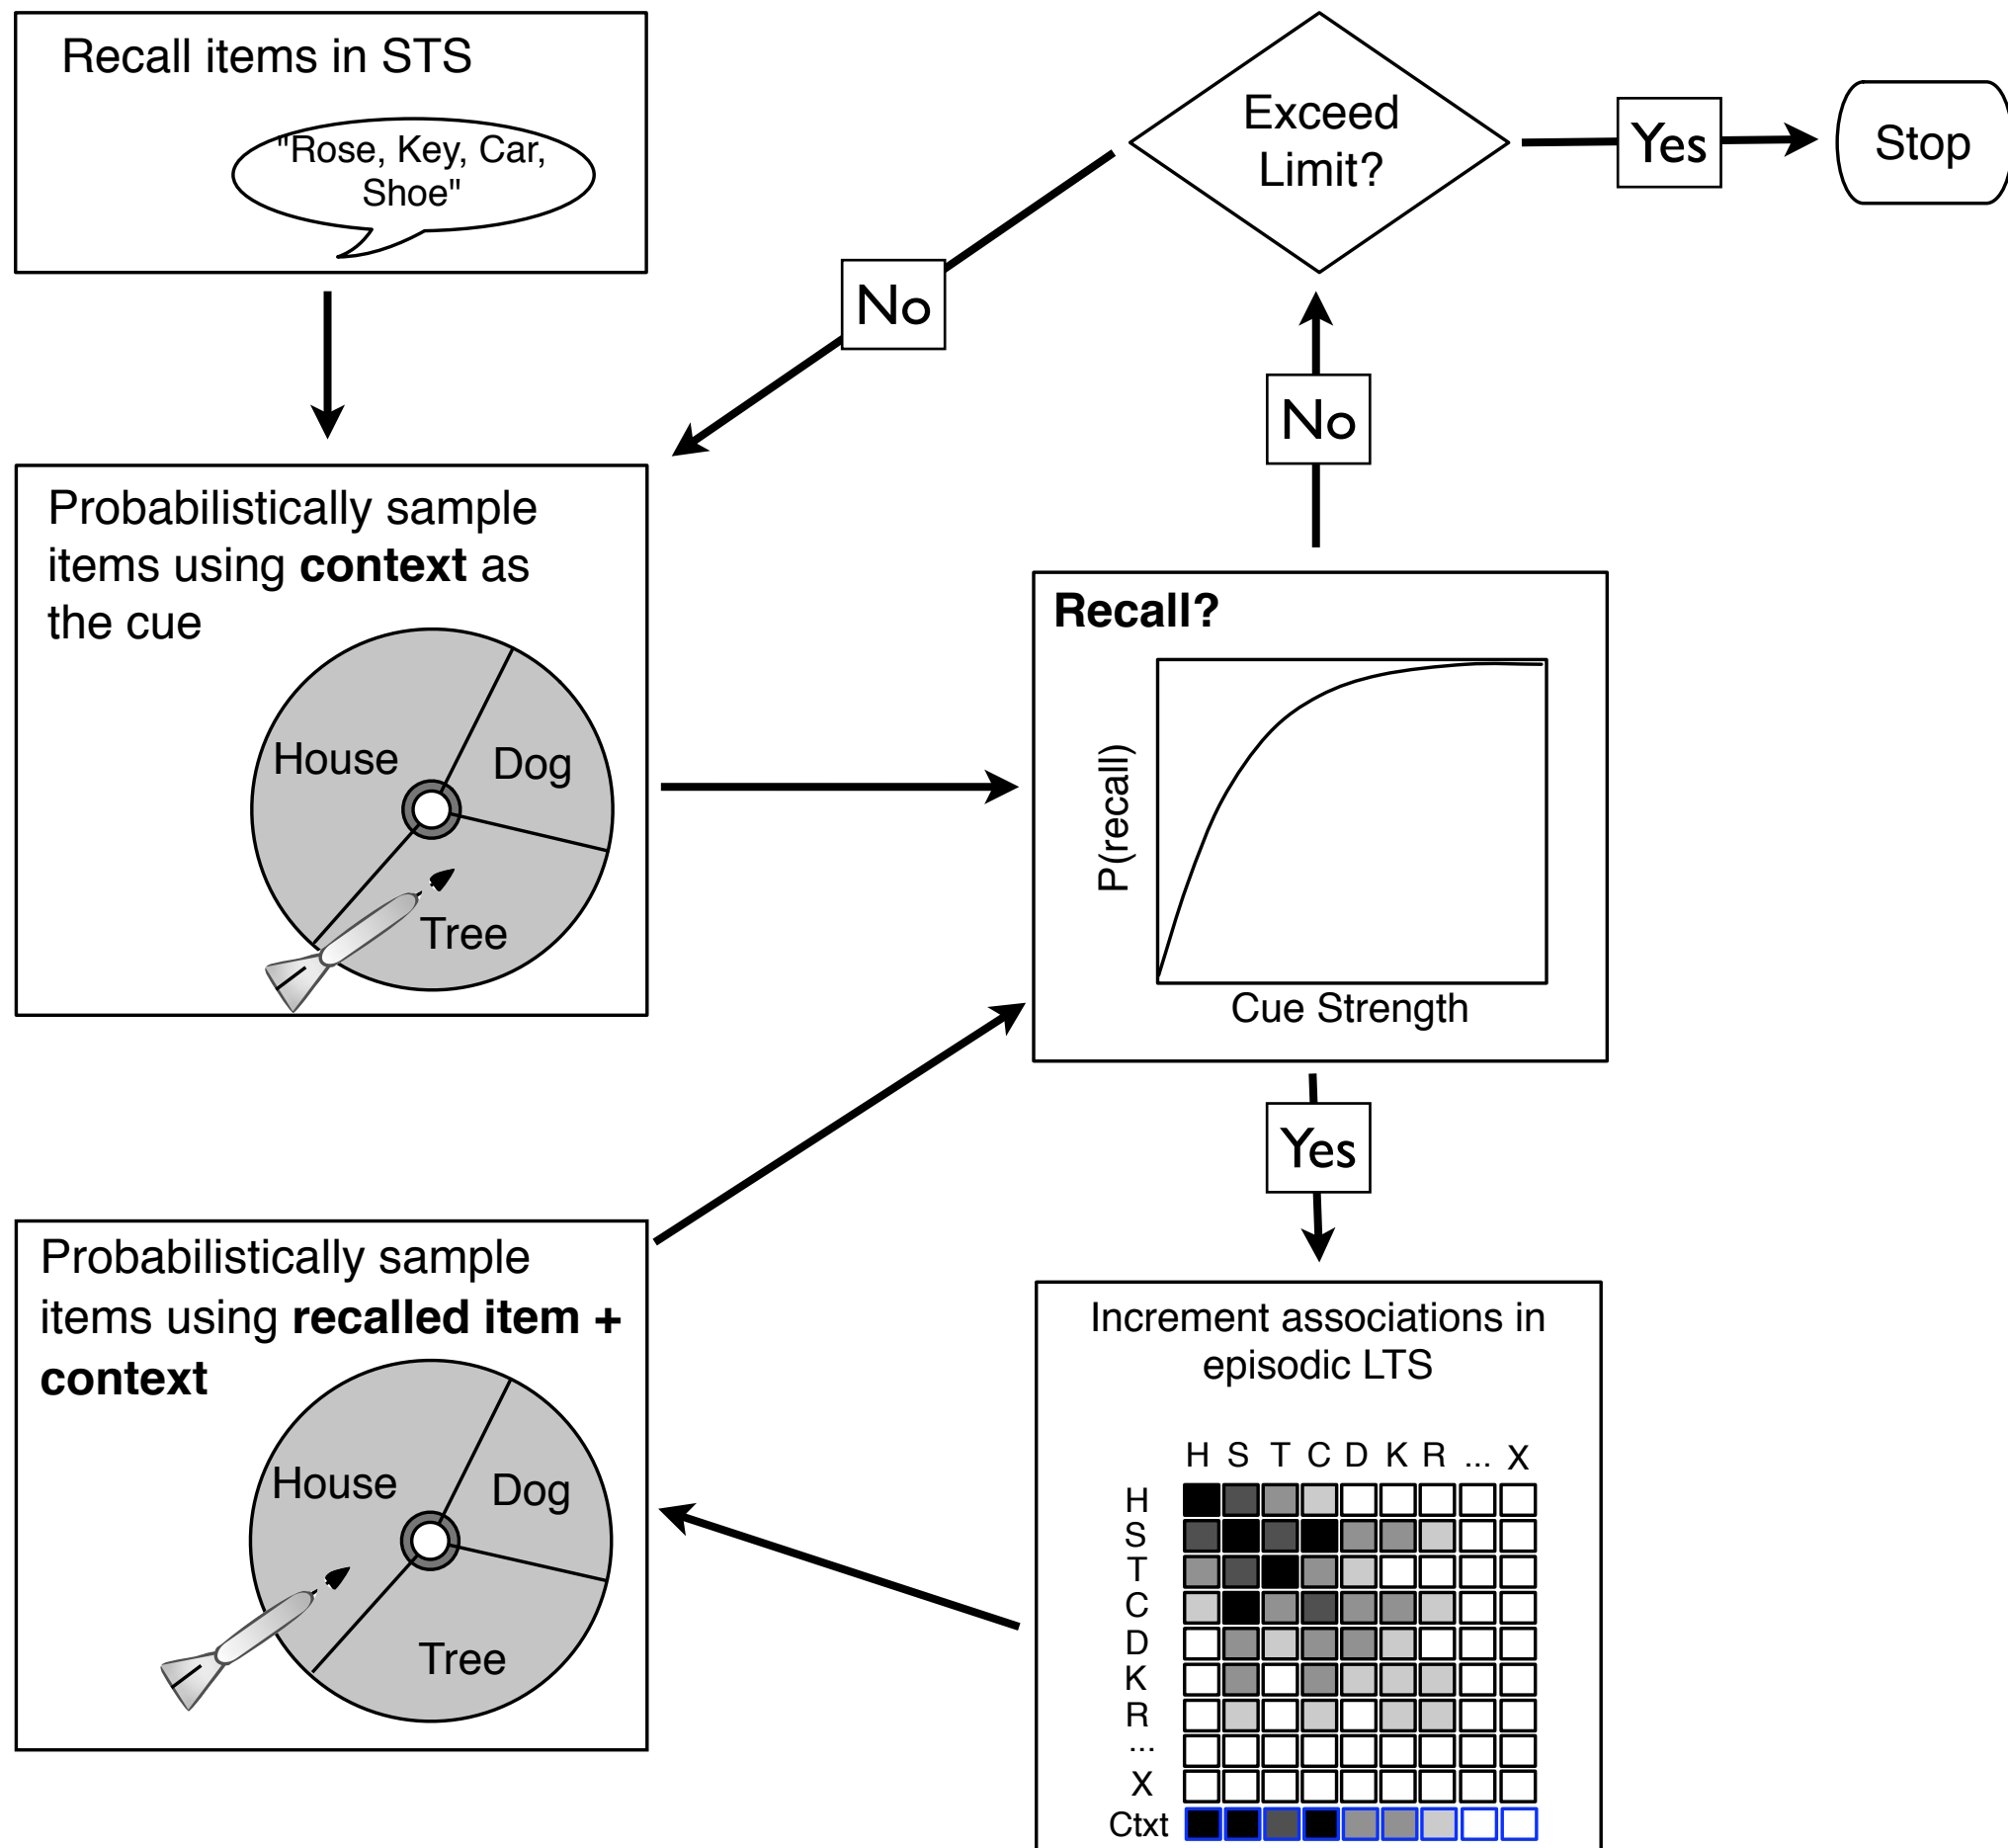 Recall items in STS
"Rose, Key, Car,
Shoe"
Exceed
Limit?
Yes
Stop
No
No
Probabilistically sample
items using context as
the cue
House
Dog
Tree
Recall?
P(recall)
Cue Strength
Yes
Probabilistically sample
items using recalled item +
context
House
Dog
Tree
Increment associations in
episodic LTS
H S T C D K R ... X
H
S
T
C
D
K
R
...
X
Ctxt